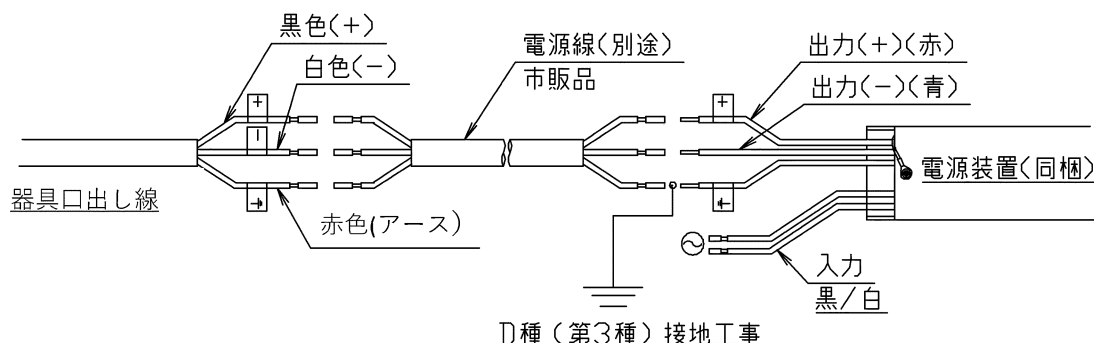 黒色(+)
白色(−)
電源線(別途)
市販品
出力(+)(赤)
出力(−)(青)
+
−
+
器具口出し線
赤色(アース)
電源装置(同梱)
入力
黒/白
D種(第3種)接地工事